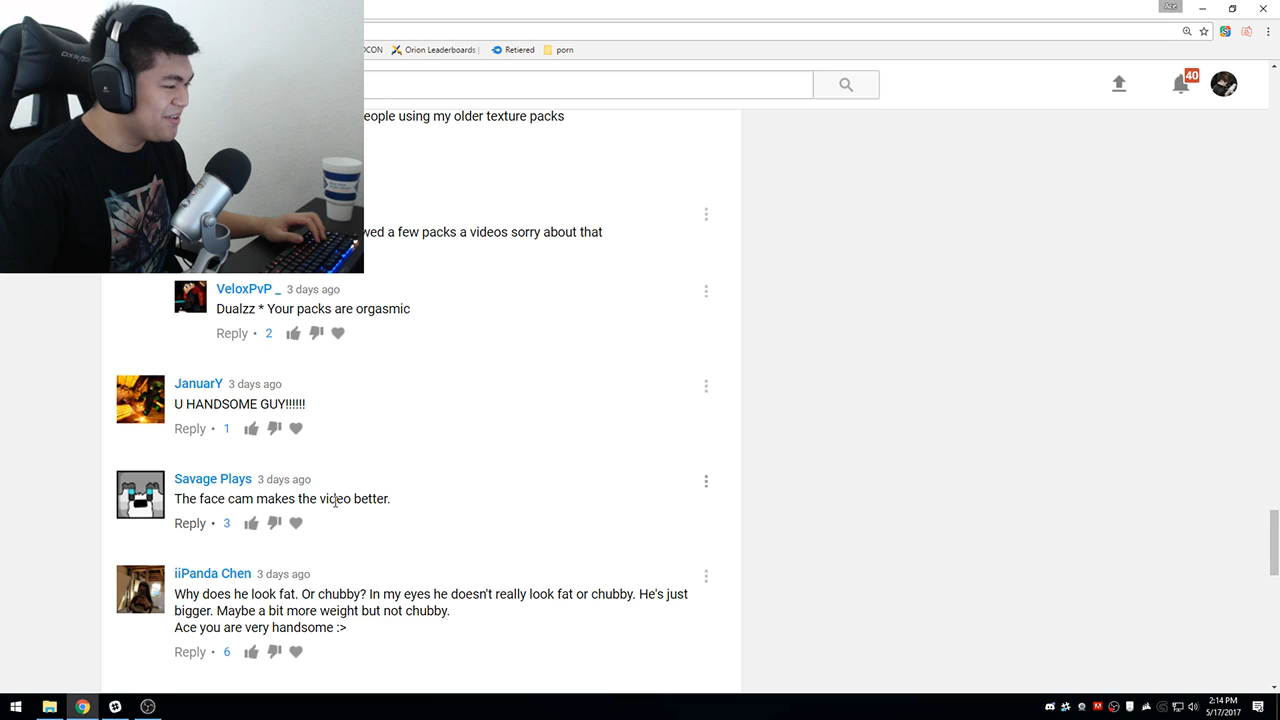 Ace
OCON
Orion Leaderboards |
Retiered
porn
40
eople using my older texture packs
wed a few packs a videos sorry about that
VeloxPvP _ 3 days ago
Dualzz * Your packs are orgasmic
Reply • 2
JanuarY 3 days ago
U HANDSOME GUY!!!!!!
Reply • 1
Savage Plays 3 days ago
The face cam makes the video better.
Reply • 3
iiPanda Chen 3 days ago
Why does he look fat. Or chubby? In my eyes he doesn't really look fat or chubby. He's just
bigger. Maybe a bit more weight but not chubby.
Ace you are very handsome :>
Reply • 6
2:14 PM
5/17/2017